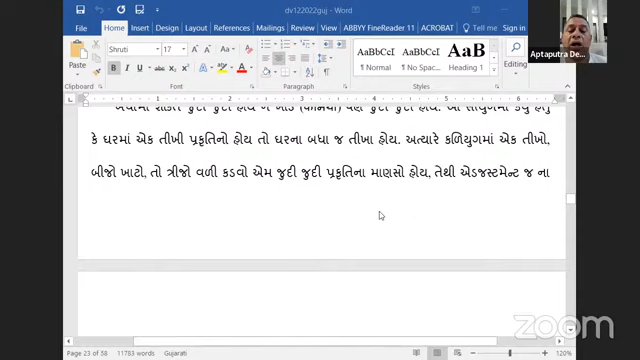 dv122022guj - Word
Sign in
File Home Insert Design Layout References Mailings Review View ABBYY FineReader 11 ACROBAT Tell me... Share
Shruti 17
B I U abc
AaBbCcI AaBbCcI AaB
¶ Normal ¶ No Spac... Heading 1
Font Paragraph Styles
Editing
Aptaputra De...
કે ઘરમાં એક તીખી પ્રકૃતિનો હોય તો ઘરના બધા જ તીખા હોય. અત્યારે કળિયુગમાં એક તીખો,
બીજો ખાટો, તો ત્રીજો વળી કડવો એમ જુદી જુદી પ્રકૃતિના માણસો હોય, તેથી એડજસ્ટમેન્ટ જ ના
zoom
Page 23 of 58 11783 words Gujarati 120%